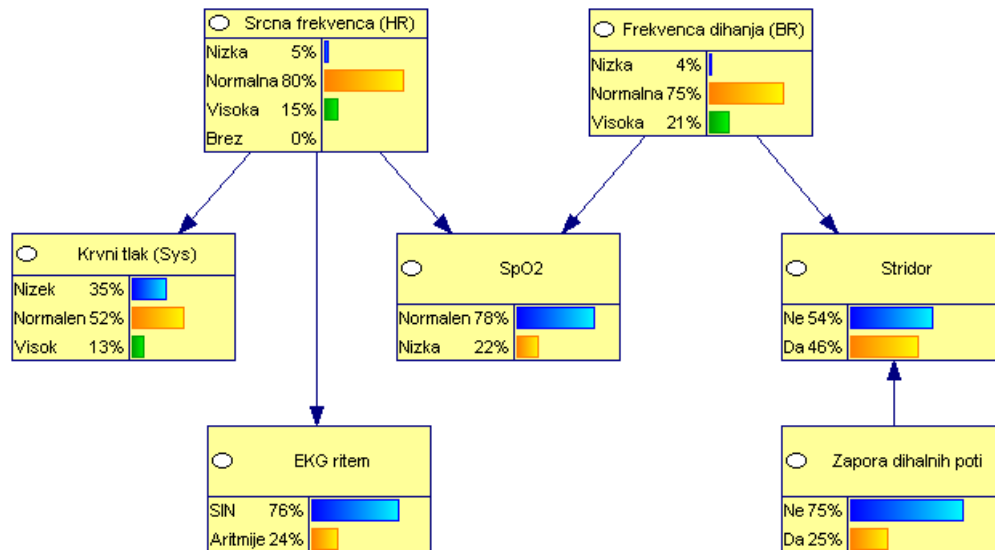 Srcna frekvenca (HR)
Nizka 5%
Normalna 80%
Visoka 15%
Brez 0%
Frekvenca dihanja (BR)
Nizka 4%
Normalna 75%
Visoka 21%
Krvni tlak (Sys)
Nizek 35%
Normalen 52%
Visok 13%
SpO2
Normalen 78%
Nizka 22%
Stridor
Ne 54%
Da 46%
EKG ritem
SIN 76%
Aritmije 24%
Zapora dihalnih poti
Ne 75%
Da 25%